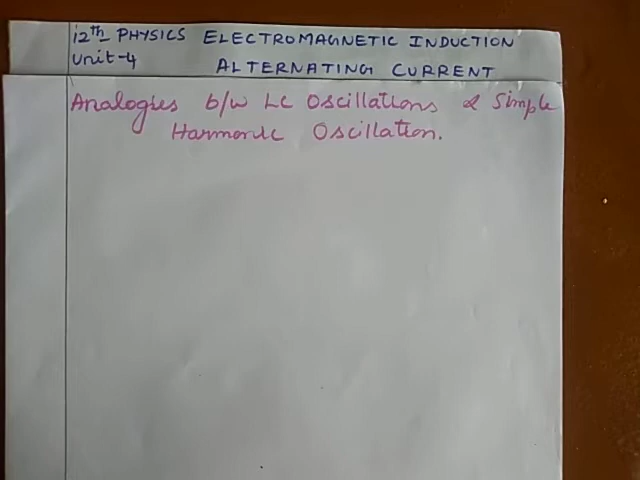 12th PHYSICS ELECTROMAGNETIC INDUCTION
Unit-4 ALTERNATING CURRENT
Analogies b/w LC Oscillations & Simple
Harmonic Oscillation.